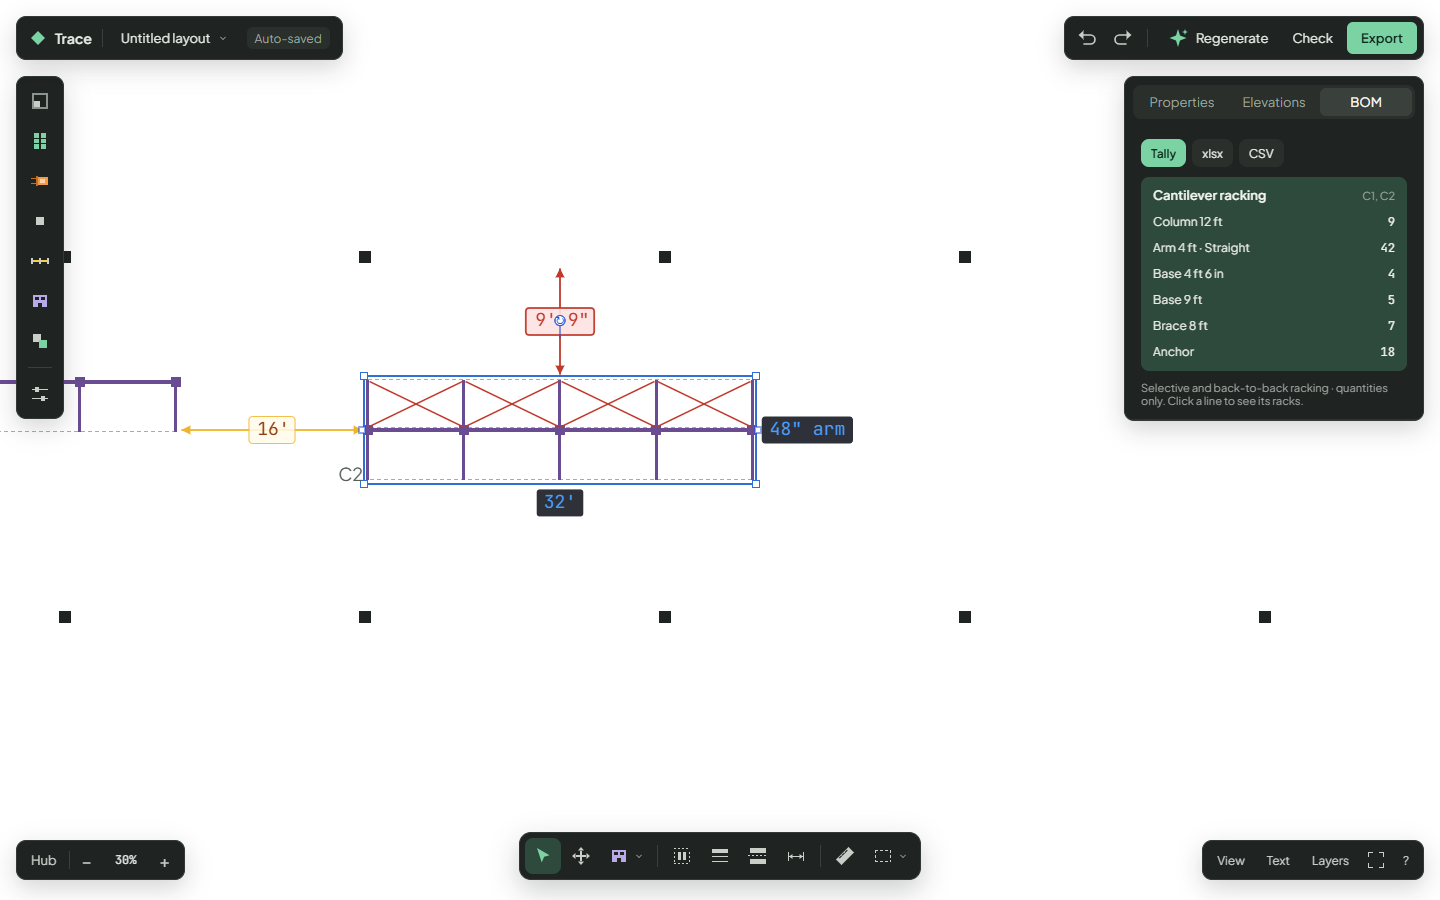 Trace
Untitled layout
Auto-saved
Regenerate
Check
Export
Properties
Elevations
BOM
Tally
xlsx
CSV
Cantilever racking C1, C2
Column 12 ft 9
Arm 4 ft · Straight 42
Base 4 ft 6 in 4
Base 9 ft 5
Brace 8 ft 7
Anchor 18
Selective and back-to-back racking · quantities
only. Click a line to see its racks.
9' 9"
16'
48" arm
C2
32'
Hub
− 30% +
View
Text
Layers
?